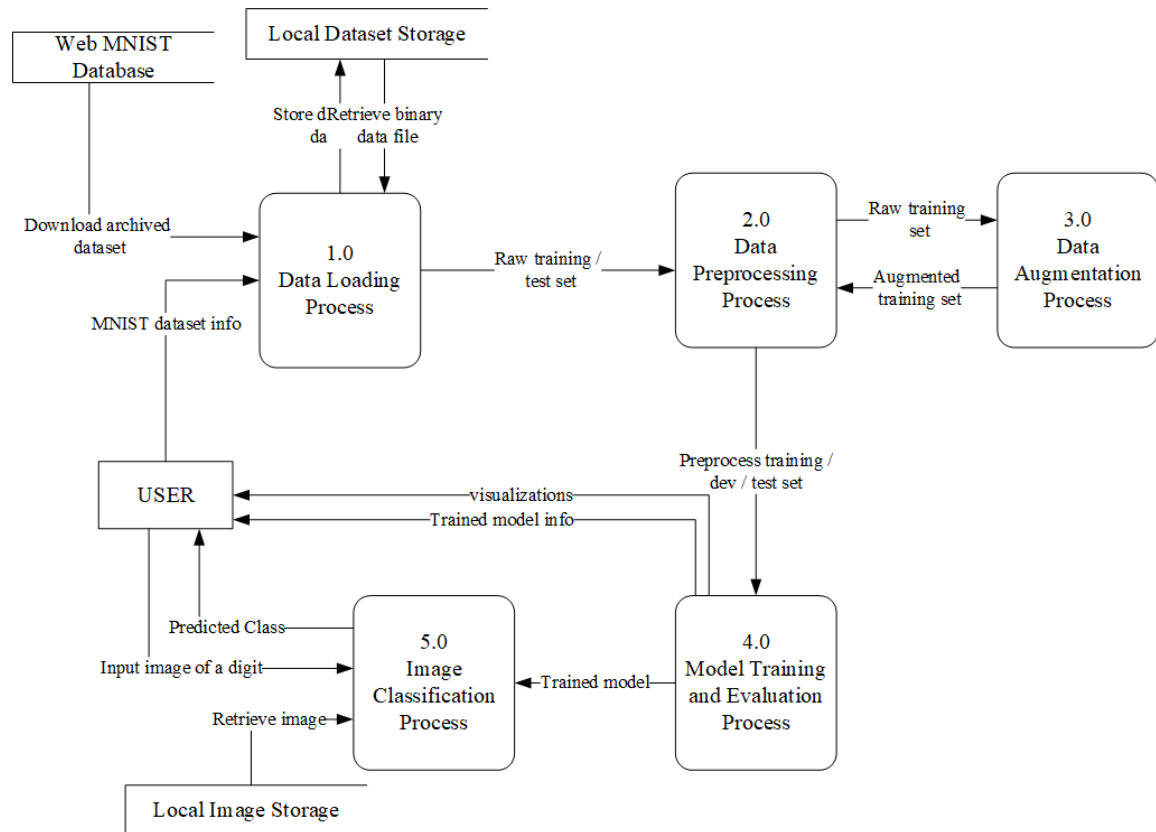 Web MNIST
Database
Local Dataset Storage
Store d
da
Retrieve binary
data file
Download archived
dataset
MNIST dataset info
1.0
Data Loading
Process
Raw training /
test set
2.0
Data
Preprocessing
Process
Raw training
set
Augmented
training set
3.0
Data
Augmentation
Process
Preprocess training /
dev / test set
USER
visualizations
Trained model info
Predicted Class
Input image of a digit
Retrieve image
5.0
Image
Classification
Process
Trained model
4.0
Model Training
and Evaluation
Process
Local Image Storage